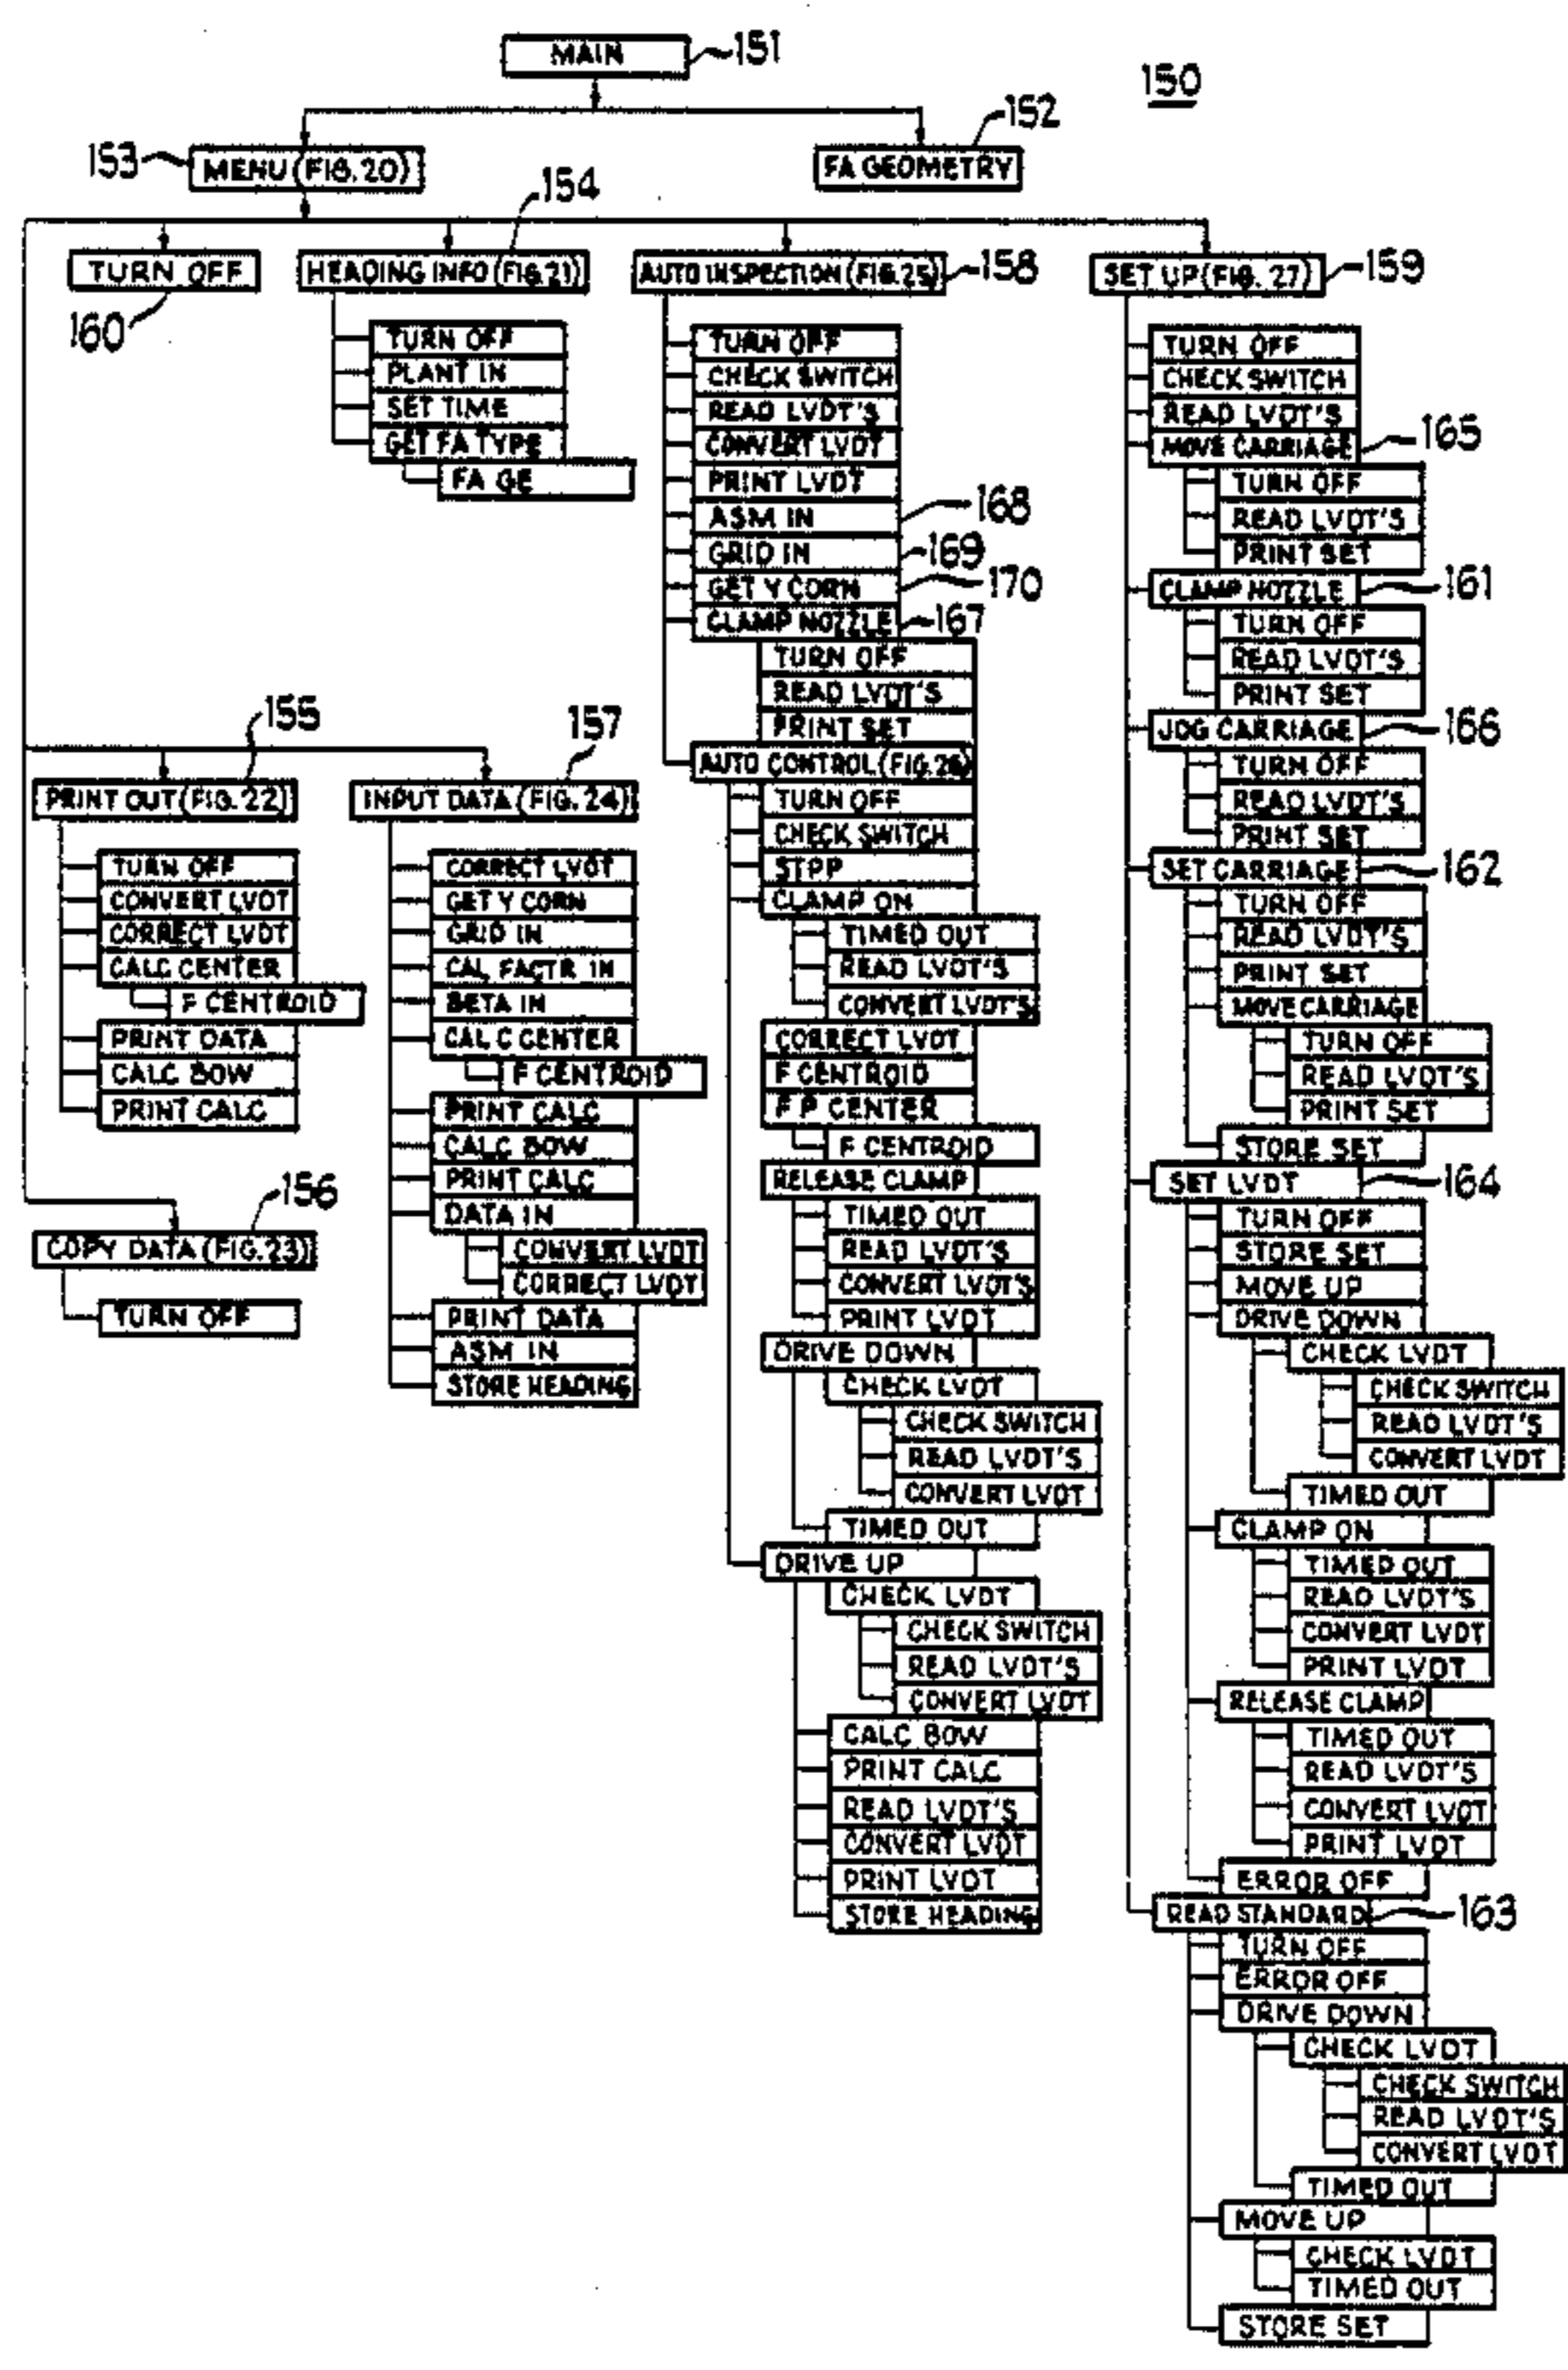 MAIN
151
150
152
153
MENU (FIG. 20)
FA GEOMETRY
154
TURN OFF
160
HEADING INFO (FIG. 21)
TURN OFF
PLANT IN
SET TIME
GET FA TYPE
FA GE
AUTO INSPECTION (FIG. 25)
158
TURN OFF
CHECK SWITCH
READ LVDT'S
CONVERT LVDT
PRINT LVDT
ASM IN
168
GRID IN
169
GET Y CORN
170
CLAMP NOZZLE
167
TURN OFF
READ LVDT'S
PRINT SET
AUTO CONTROL (FIG. 26)
TURN OFF
CHECK SWITCH
STPP
CLAMP ON
TIMED OUT
READ LVDT'S
CONVERT LVDT'S
CORRECT LVDT
F CENTROID
F P CENTER
F CENTROID
RELEASE CLAMP
TIMED OUT
READ LVDT'S
CONVERT LVDT'S
PRINT LVDT
DRIVE DOWN
CHECK LVDT
CHECK SWITCH
READ LVDT'S
CONVERT LVDT
TIMED OUT
DRIVE UP
CHECK LVDT
CHECK SWITCH
READ LVDT'S
CONVERT LVDT
CALC BOW
PRINT CALC
READ LVDT'S
CONVERT LVDT
PRINT LVDT
STORE HEADING
SET UP (FIG. 27)
159
TURN OFF
CHECK SWITCH
READ LVDT'S
MOVE CARRIAGE
165
TURN OFF
READ LVDT'S
PRINT SET
CLAMP NOZZLE
161
TURN OFF
READ LVDT'S
PRINT SET
JOG CARRIAGE
166
TURN OFF
READ LVDT'S
PRINT SET
SET CARRIAGE
162
TURN OFF
READ LVDT'S
PRINT SET
MOVE CARRIAGE
TURN OFF
READ LVDT'S
PRINT SET
STORE SET
SET LVDT
164
TURN OFF
STORE SET
MOVE UP
DRIVE DOWN
CHECK LVDT
CHECK SWITCH
READ LVDT'S
CONVERT LVDT
TIMED OUT
CLAMP ON
TIMED OUT
READ LVDT'S
CONVERT LVDT
PRINT LVDT
RELEASE CLAMP
TIMED OUT
READ LVDT'S
CONVERT LVDT
PRINT LVDT
ERROR OFF
READ STANDARD
163
TURN OFF
ERROR OFF
DRIVE DOWN
CHECK LVDT
CHECK SWITCH
READ LVDT'S
CONVERT LVDT
TIMED OUT
MOVE UP
CHECK LVDT
TIMED OUT
STORE SET
155
PRINT OUT (FIG. 22)
TURN OFF
CONVERT LVDT
CORRECT LVDT
CALC CENTER
F CENTROID
PRINT DATA
CALC BOW
PRINT CALC
157
INPUT DATA (FIG. 24)
CORRECT LVDT
GET Y CORN
GRID IN
CAL FACTR IN
BETA IN
CAL C CENTER
F CENTROID
PRINT CALC
CALC BOW
PRINT CALC
DATA IN
CONVERT LVDT
CORRECT LVDT
PRINT DATA
ASM IN
STORE HEADING
156
COPY DATA (FIG. 23)
TURN OFF